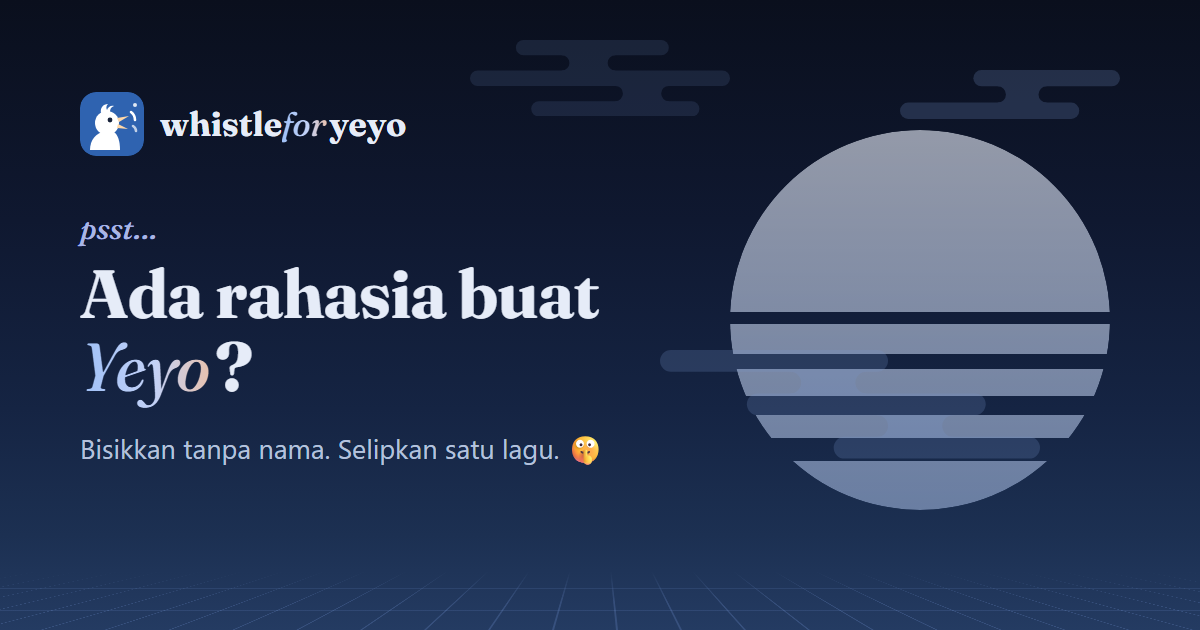 whistleforyeyo
psst...
Ada rahasia buat
Yeyo?
Bisikkan tanpa nama. Selipkan satu lagu. 🤫